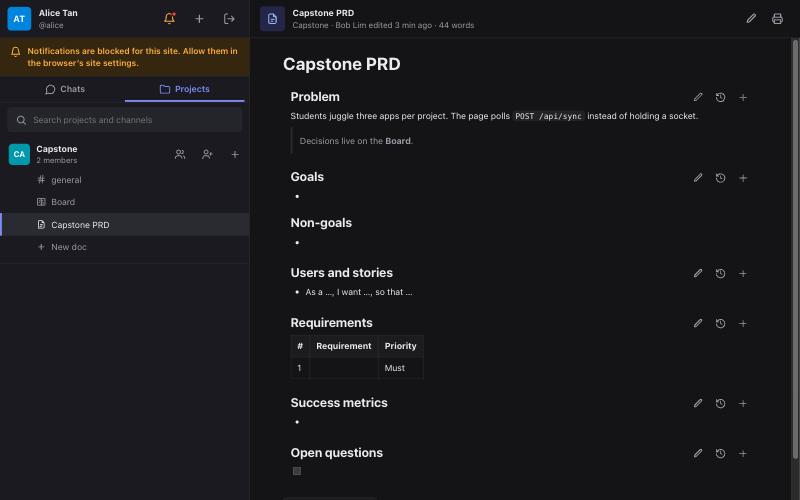 AT
Alice Tan
@alice
Notifications are blocked for this site. Allow them in
the browser's site settings.
Chats
Projects
Search projects and channels
CA
Capstone
2 members
general
Board
Capstone PRD
New doc
Capstone PRD
Capstone · Bob Lim edited 3 min ago · 44 words
Capstone PRD
Problem
Students juggle three apps per project. The page polls POST /api/sync instead of holding a socket.
Decisions live on the Board.
Goals
•
Non-goals
•
Users and stories
• As a ..., I want ..., so that ...
Requirements
# Requirement Priority
1 Must
Success metrics
•
Open questions